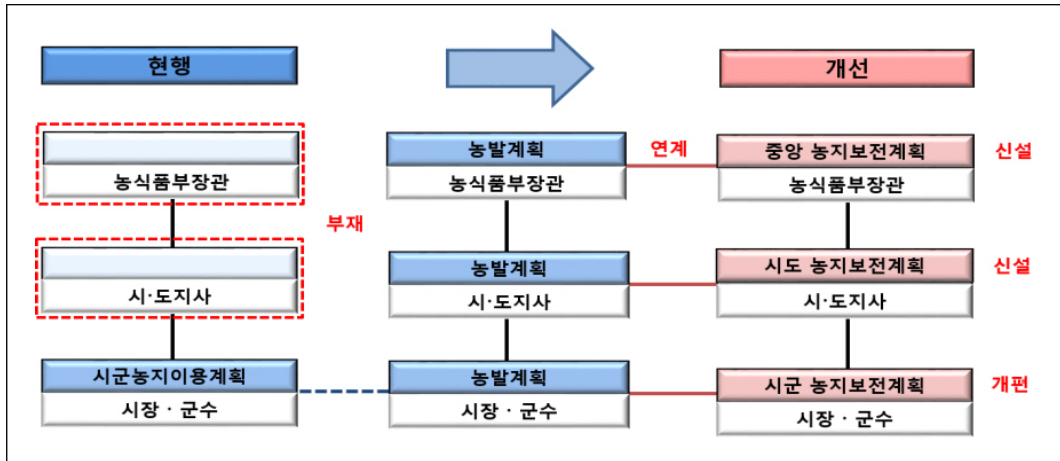 현행
개선
농식품부장관
부재
시·도지사
시군농지이용계획
시장 · 군수
농발계획
농식품부장관
연계
농발계획
시·도지사
농발계획
시장 · 군수
중앙 농지보전계획
농식품부장관
신설
시도 농지보전계획
시·도지사
신설
시군 농지보전계획
시장 · 군수
개편